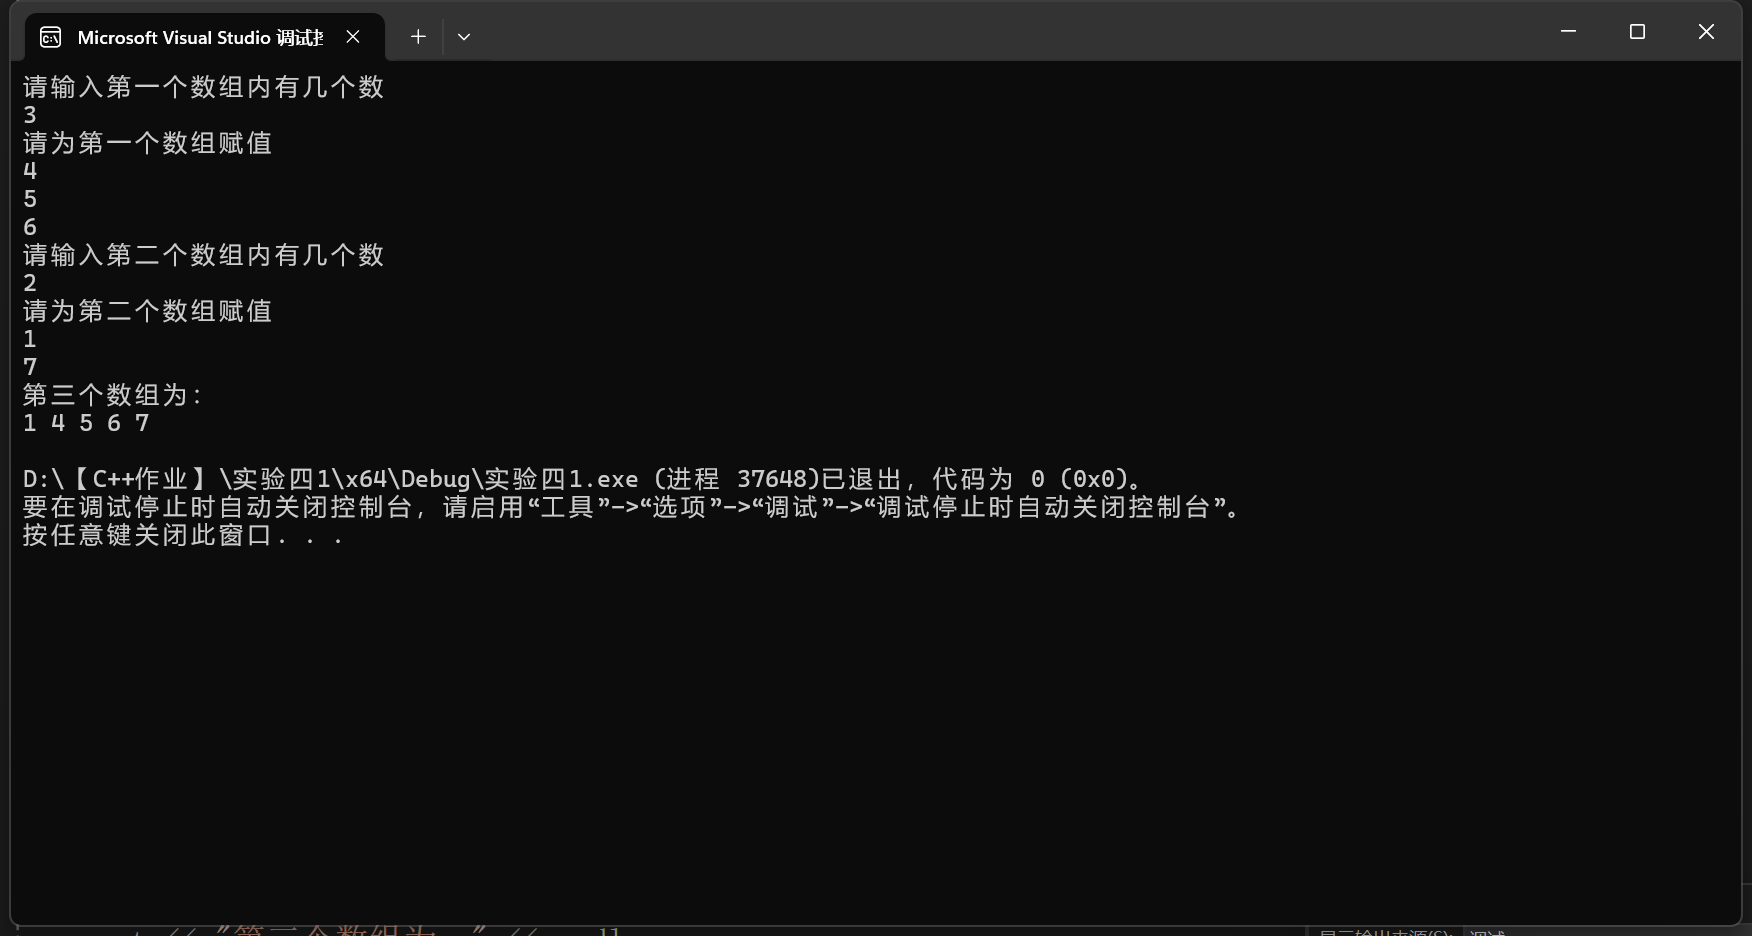 Microsoft Visual Studio 调试
请输入第一个数组内有几个数
3
请为第一个数组赋值
4
5
6
请输入第二个数组内有几个数
2
请为第二个数组赋值
1
7
第三个数组为:
1 4 5 6 7
D:\【C++作业】\实验四1\x64\Debug\实验四1.exe (进程 37648)已退出，代码为 0 (0x0)。
要在调试停止时自动关闭控制台，请启用“工具”->“选项”->“调试”->“调试停止时自动关闭控制台”。
按任意键关闭此窗口. . .